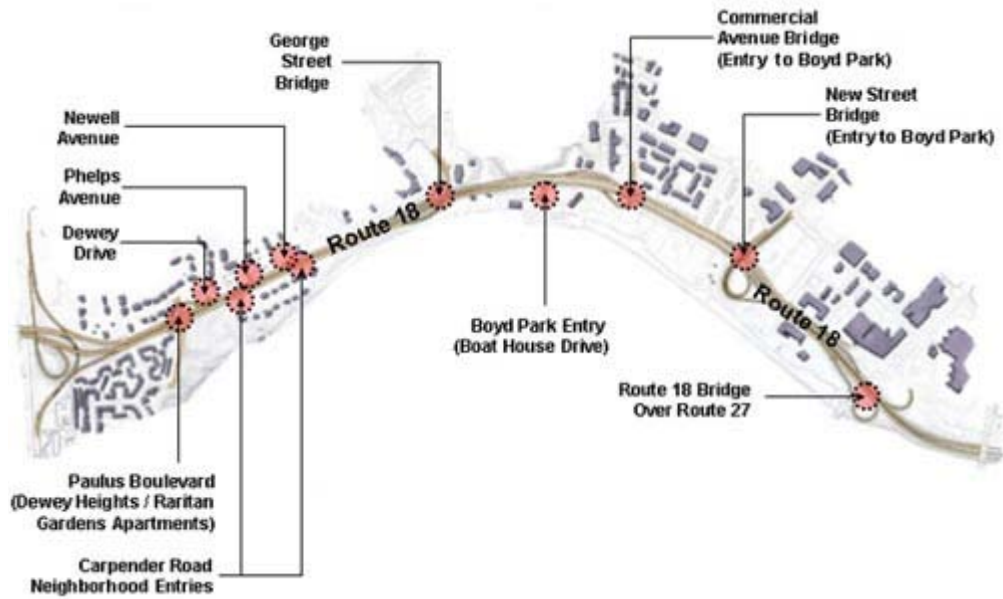 George
Street
Bridge
Commercial
Avenue Bridge
(Entry to Boyd Park)
New Street
Bridge
(Entry to Boyd Park)
Newell
Avenue
Phelps
Avenue
Dewey
Drive
Route 18
Route 18
Boyd Park Entry
(Boat House Drive)
Route 18 Bridge
Over Route 27
Paulus Boulevard
(Dewey Heights / Raritan
Gardens Apartments)
Carpender Road
Neighborhood Entries